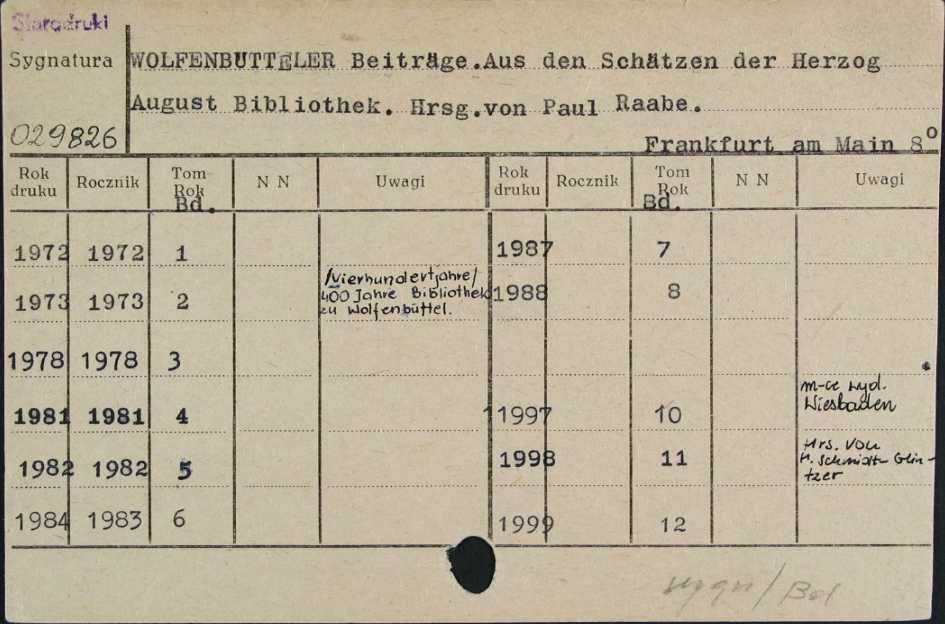 Starodruki
Sygnatura
029826
WOLFENBUTTELER Beiträge.Aus den Schätzen der Herzog
August Bibliothek. Hrsg.von Paul Raabe.
Frankfurt am Main 8°
Rok druku Rocznik Tom-Rok Bd. N N Uwagi Rok druku Rocznik Tom Rok Bd. N N Uwagi
1972 1972 1 1987 7
1973 1973 2 /Vierhundertjahre/ 1988 8
400 Jahre Bibliothek
zu Wolfenbüttel.
1978 1978 3
1981 1981 4 1997 10 m-ce wyd.
Wiesbaden
1982 1982 5 1998 11 Hrs. von
H. Schmidt-Glin-
tzer
1984 1983 6 1999 12